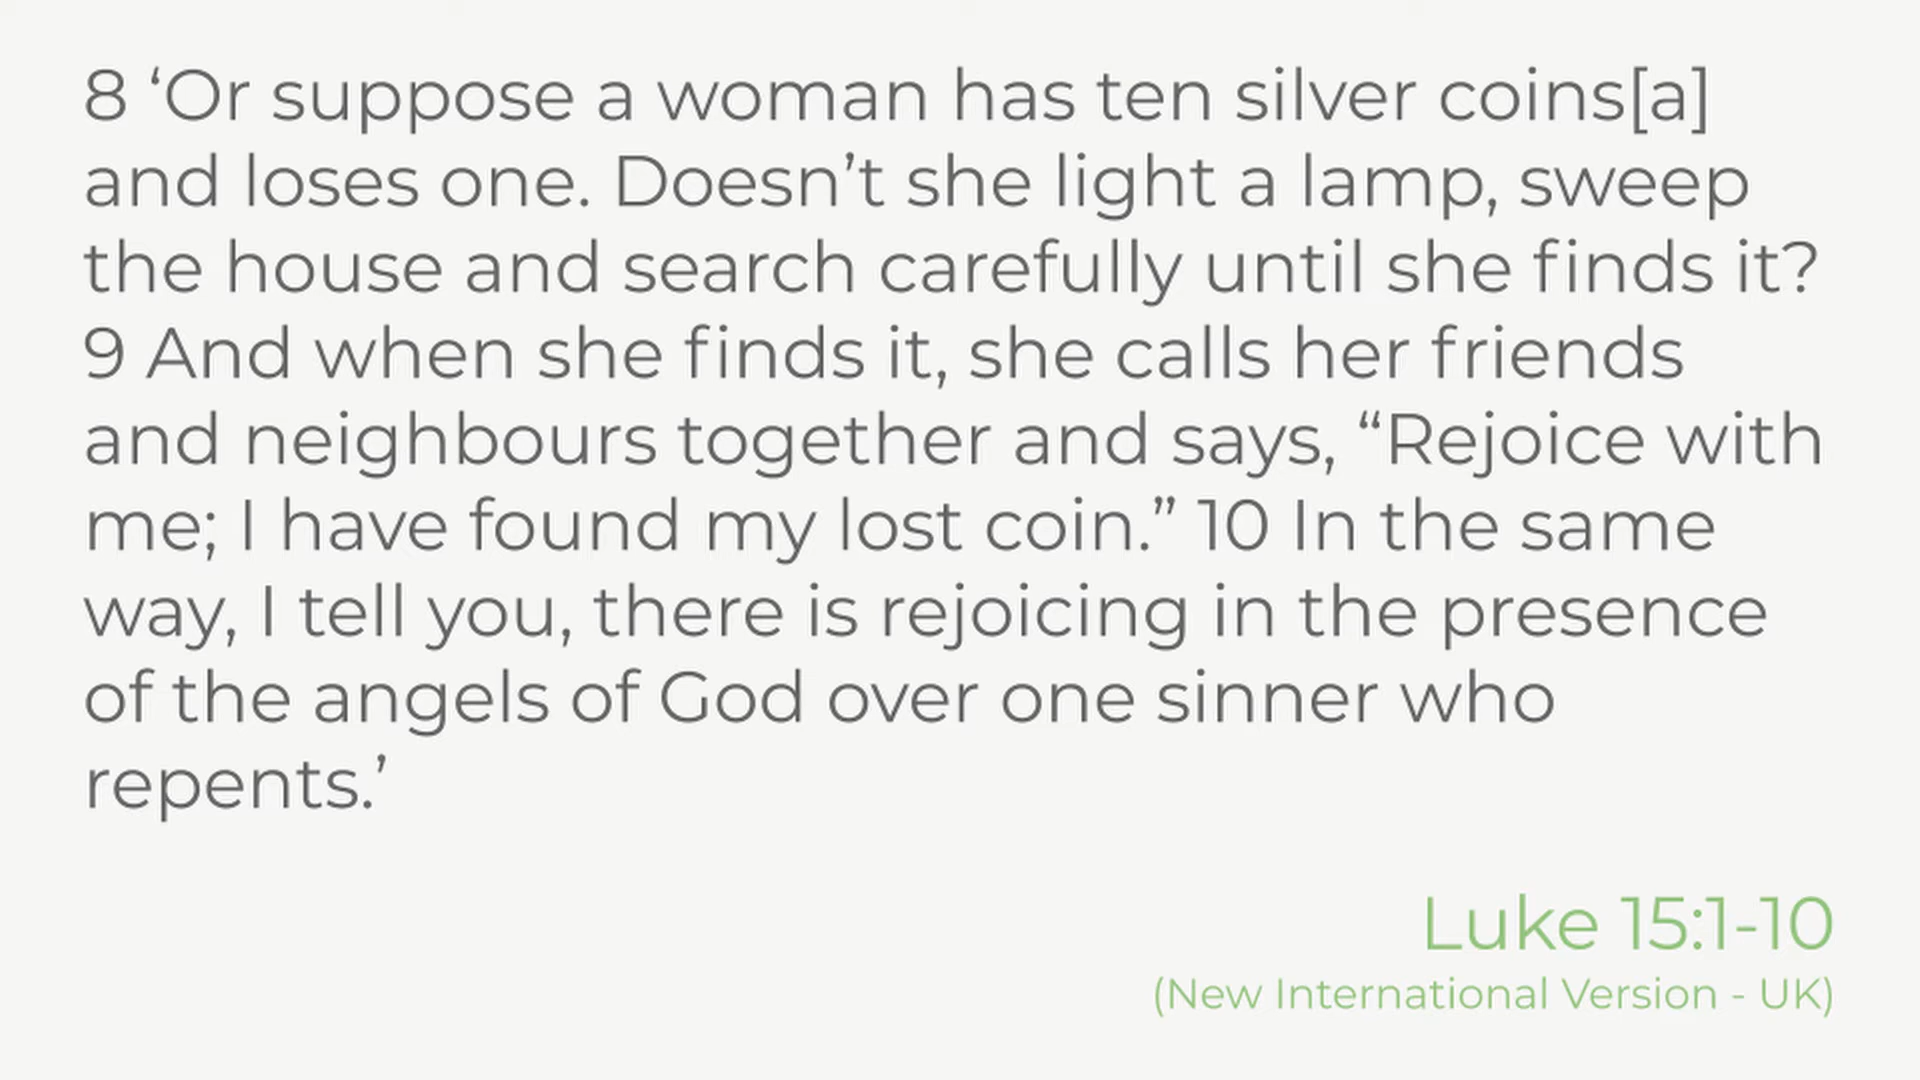 8 ‘Or suppose a woman has ten silver coins[a]
and loses one. Doesn’t she light a lamp, sweep
the house and search carefully until she finds it?
9 And when she finds it, she calls her friends
and neighbours together and says, “Rejoice with
me; I have found my lost coin.” 10 In the same
way, I tell you, there is rejoicing in the presence
of the angels of God over one sinner who
repents.’
Luke 15:1-10
(New International Version - UK)